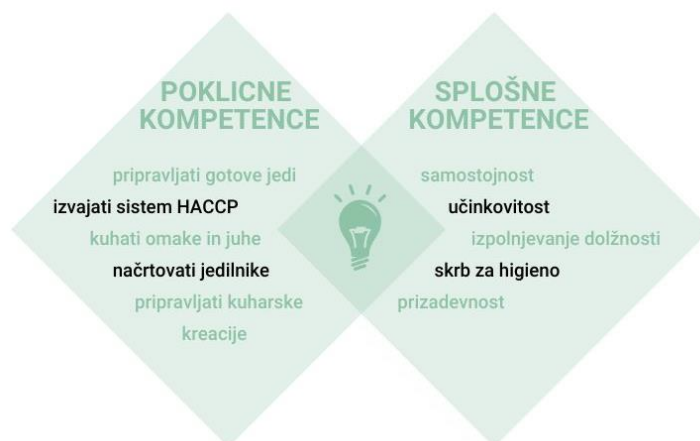 POKLICNE
KOMPETENCE
pripravljati gotove jedi
izvajati sistem HACCP
kuhati omake in juhe
načrtovati jedilnike
pripravljati kuharske
kreacije
SPLOŠNE
KOMPETENCE
samostojnost
učinkovitost
izpolnjevanje dolžnosti
skrb za higieno
prizadevnost